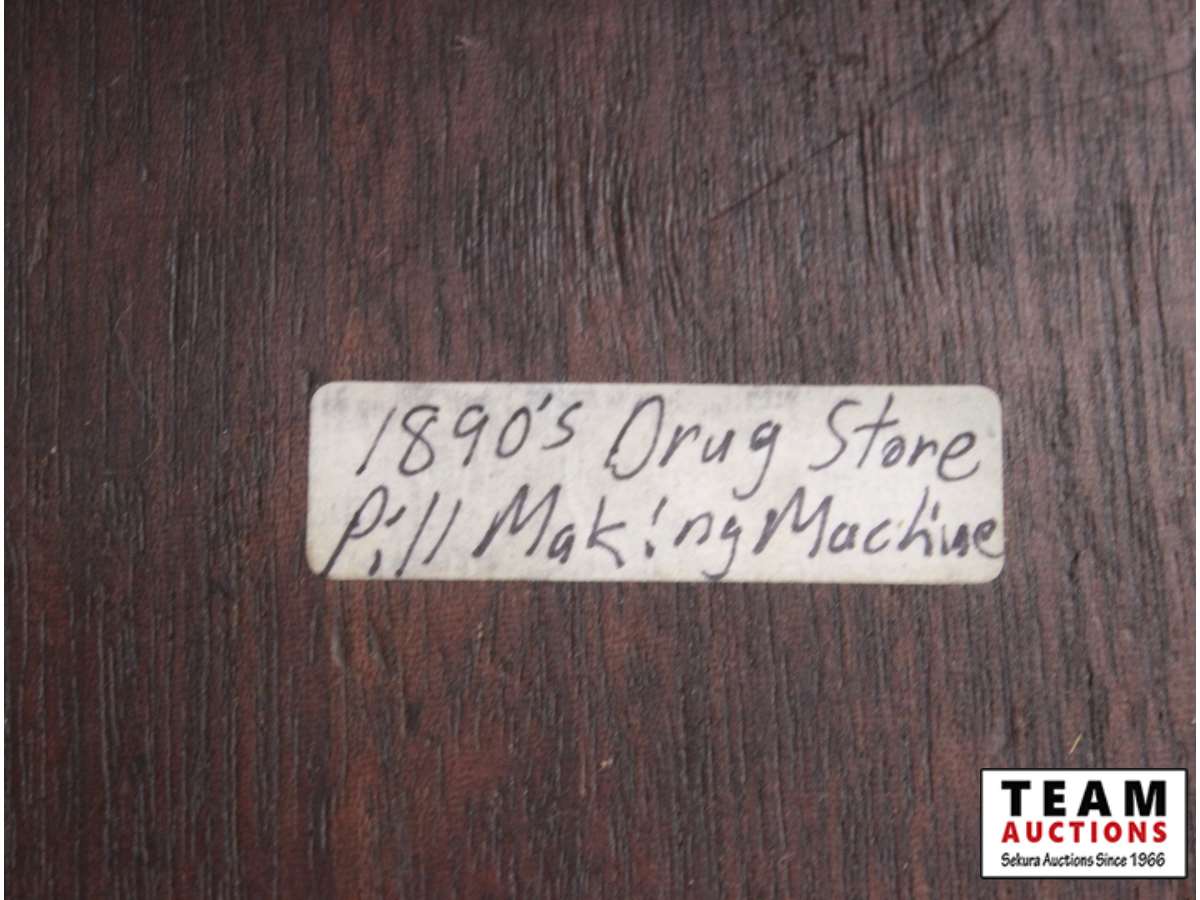 1890's Drug Store
Pill Making Machine
TEAM
AUCTIONS
Sekura Auctions Since 1966